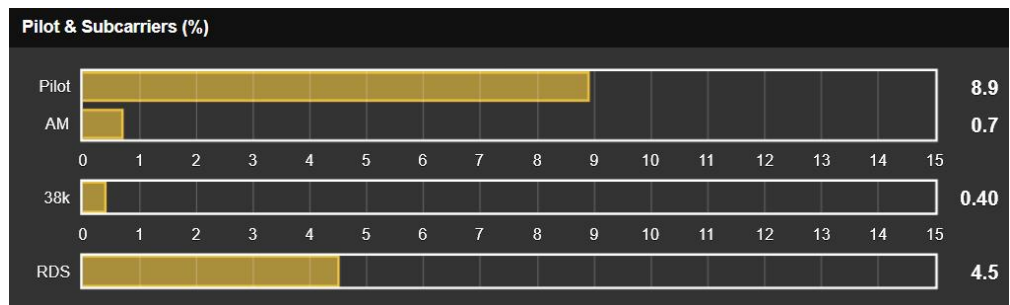 Pilot & Subcarriers (%)
Pilot 8.9
AM 0.7
0 1 2 3 4 5 6 7 8 9 10 11 12 13 14 15
38k 0.40
0 1 2 3 4 5 6 7 8 9 10 11 12 13 14 15
RDS 4.5